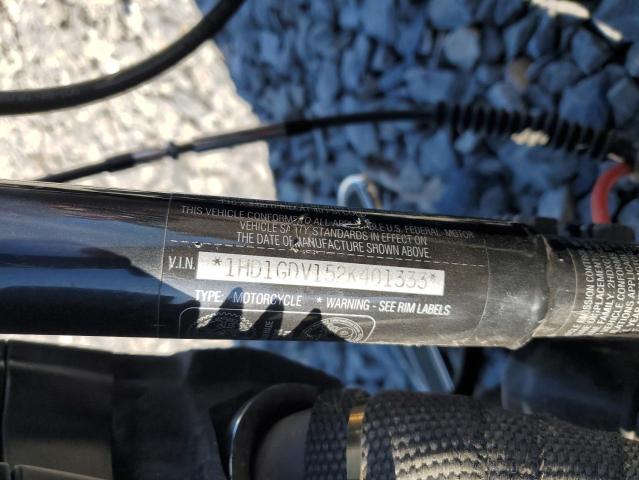 THIS VEHICLE CONFORMS TO ALL APPLICABLE U.S. FEDERAL MOTOR
VEHICLE SAFETY STANDARDS IN EFFECT ON
THE DATE OF MANUFACTURE SHOWN ABOVE.
V.I.N. *1HD1GDV152K401333*
TYPE: MOTORCYCLE * WARNING - SEE RIM LABELS